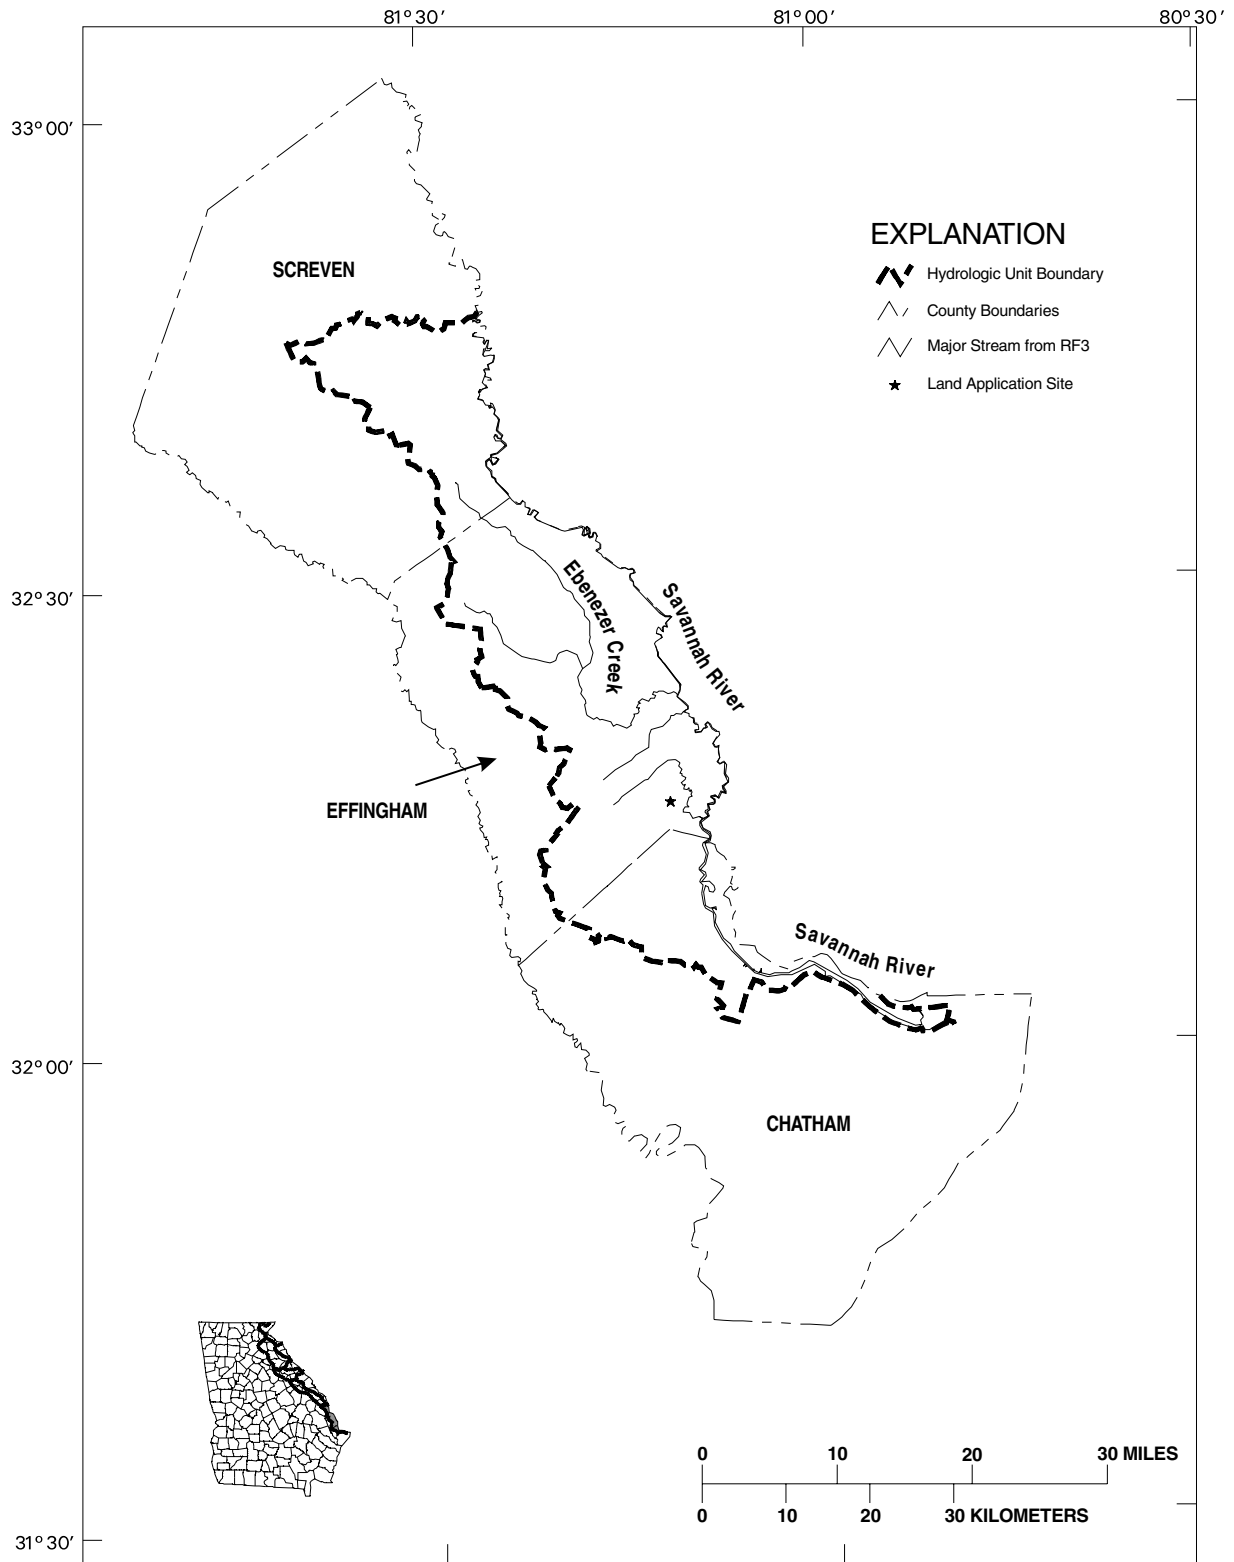 81°30′ 81°00′ 80°30′
33°00′
EXPLANATION
Hydrologic Unit Boundary
County Boundaries
Major Stream from RF3
Land Application Site
SCREVEN
32°30′
Ebenezer Creek
Savannah River
EFFINGHAM
Savannah River
32°00′
CHATHAM
0 10 20 30 MILES
0 10 20 30 KILOMETERS
31°30′